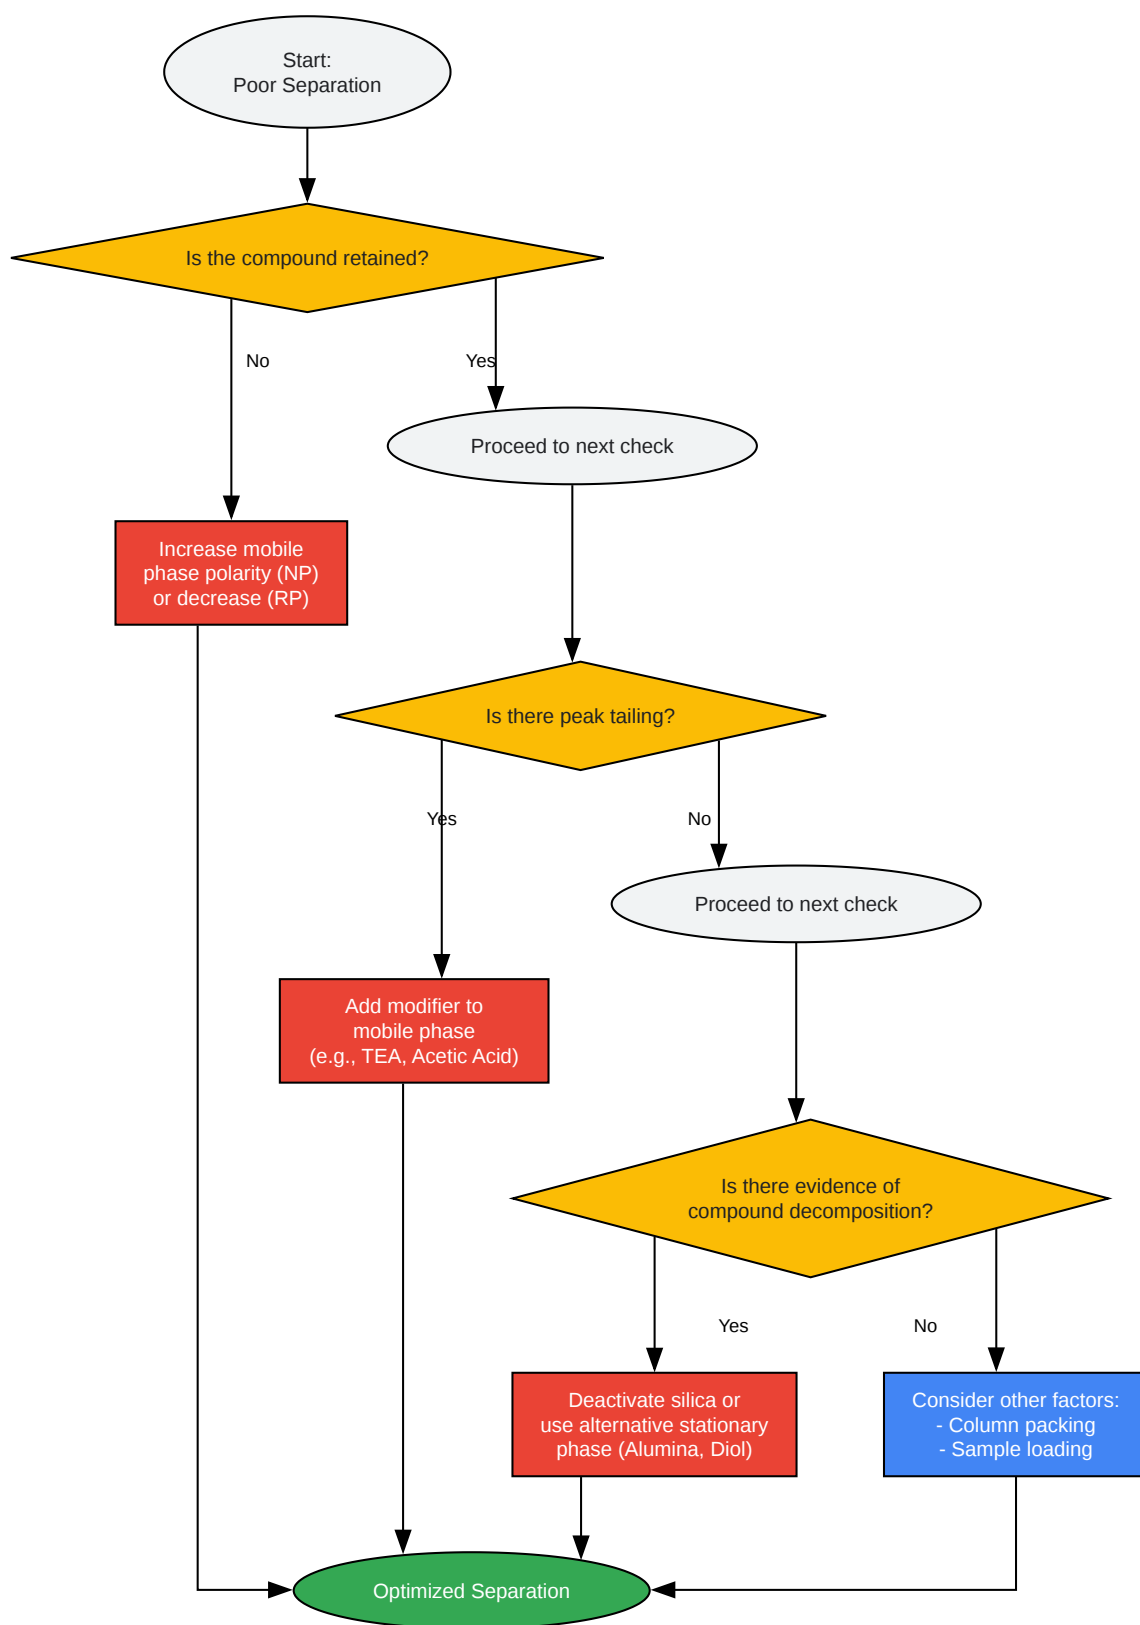 Start:
Poor Separation
Is the compound retained?
No
Yes
Proceed to next check
Increase mobile
phase polarity (NP)
or decrease (RP)
Is there peak tailing?
Yes
No
Proceed to next check
Add modifier to
mobile phase
(e.g., TEA, Acetic Acid)
Is there evidence of
compound decomposition?
Yes
No
Deactivate silica or
use alternative stationary
phase (Alumina, Diol)
Consider other factors:
- Column packing
- Sample loading
Optimized Separation